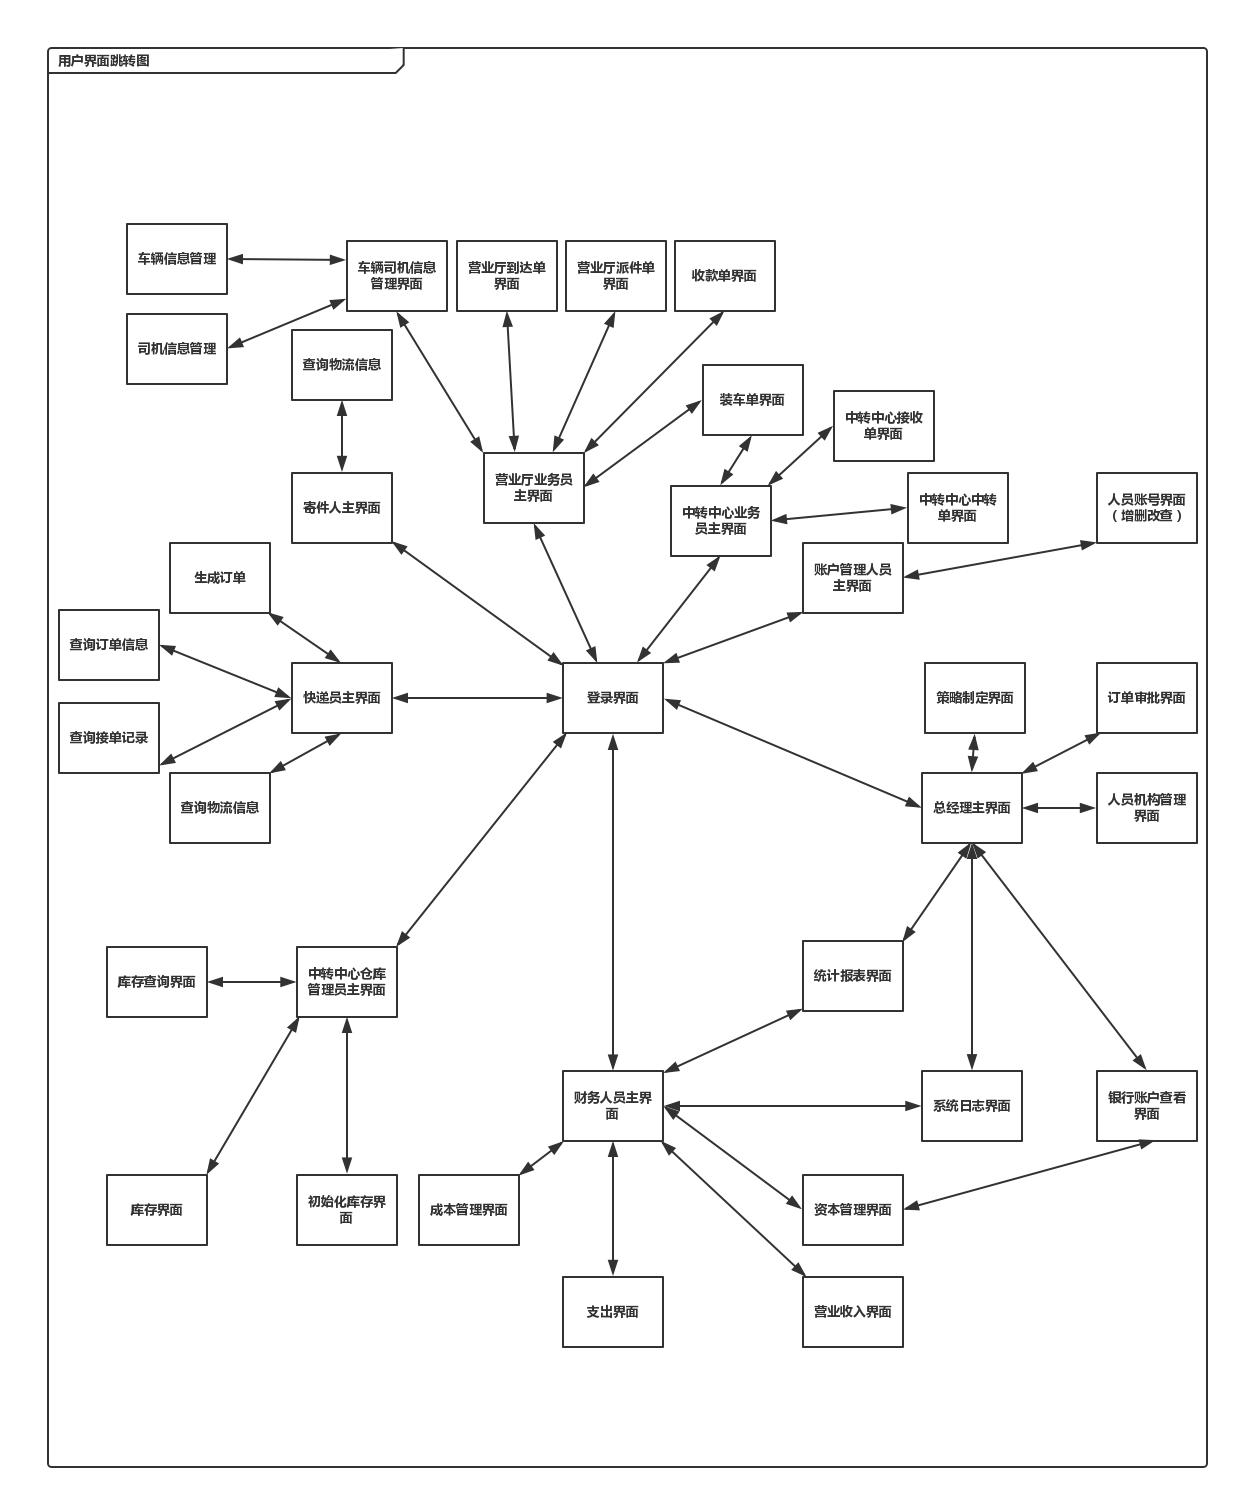 用户界面跳转图
车辆信息管理
车辆司机信息
管理界面
营业厅到达单
界面
营业厅派件单
界面
收款单界面
司机信息管理
查询物流信息
装车单界面
中转中心接收
单界面
寄件人主界面
营业厅业务员
主界面
中转中心业务
员主界面
中转中心中转
单界面
人员账号界面
（增删改查）
生成订单
账户管理人员
主界面
查询订单信息
快递员主界面
登录界面
策略制定界面
订单审批界面
查询接单记录
查询物流信息
总经理主界面
人员机构管理
界面
库存查询界面
中转中心仓库
管理员主界面
统计报表界面
财务人员主界
面
系统日志界面
银行账户查看
界面
库存界面
初始化库存界
面
成本管理界面
资本管理界面
支出界面
营业收入界面